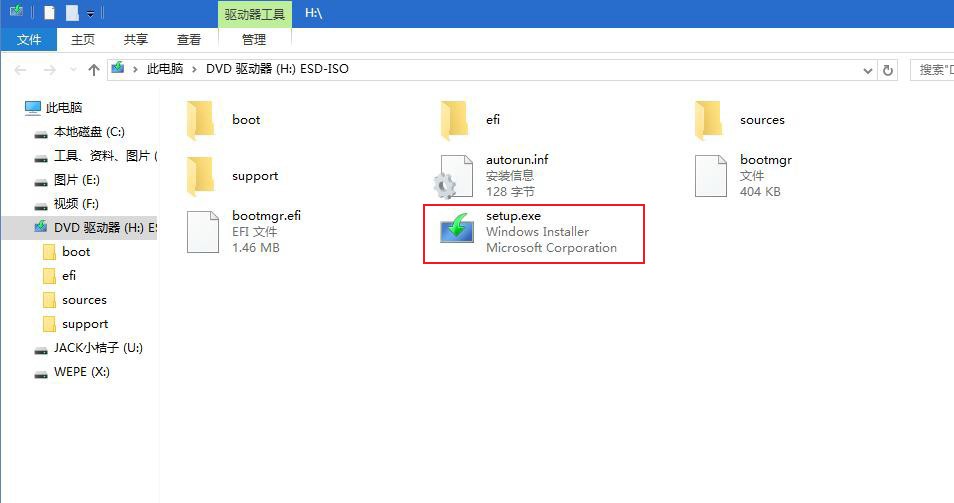 驱动器工具
H:\
文件
主页
共享
查看
管理
此电脑
DVD 驱动器 (H:) ESD-ISO
搜索"D
此电脑
本地磁盘 (C:)
工具、资料、图片 (
图片 (E:)
视频 (F:)
DVD 驱动器 (H:) ES
boot
efi
sources
support
JACK小桔子 (U:)
WEPE (X:)
boot
efi
sources
support
autorun.inf
安装信息
128 字节
bootmgr
文件
404 KB
bootmgr.efi
EFI 文件
1.46 MB
setup.exe
Windows Installer
Microsoft Corporation